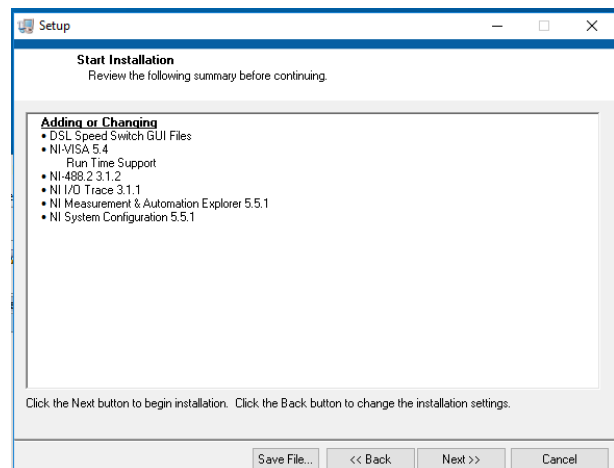 Setup
Start Installation
Review the following summary before continuing.
Adding or Changing
• DSL Speed Switch GUI Files
• NI-VISA 5.4
Run Time Support
• NI-488.2 3.1.2
• NI I/O Trace 3.1.1
• NI Measurement & Automation Explorer 5.5.1
• NI System Configuration 5.5.1
Click the Next button to begin installation. Click the Back button to change the installation settings.
Save File... << Back Next >> Cancel